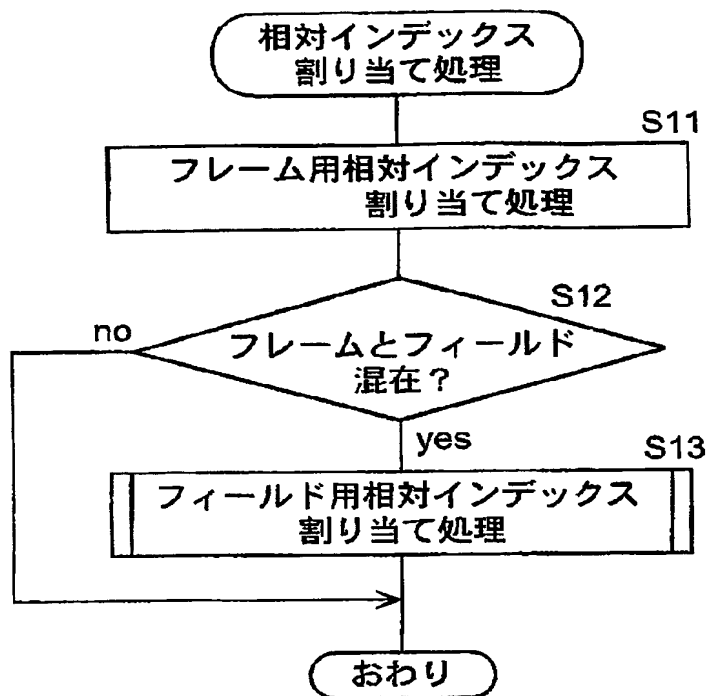 相対インデックス
割り当て処理
S11
フレーム用相対インデックス
割り当て処理
S12
no
フレームとフィールド
混在？
yes
S13
フィールド用相対インデックス
割り当て処理
おわり